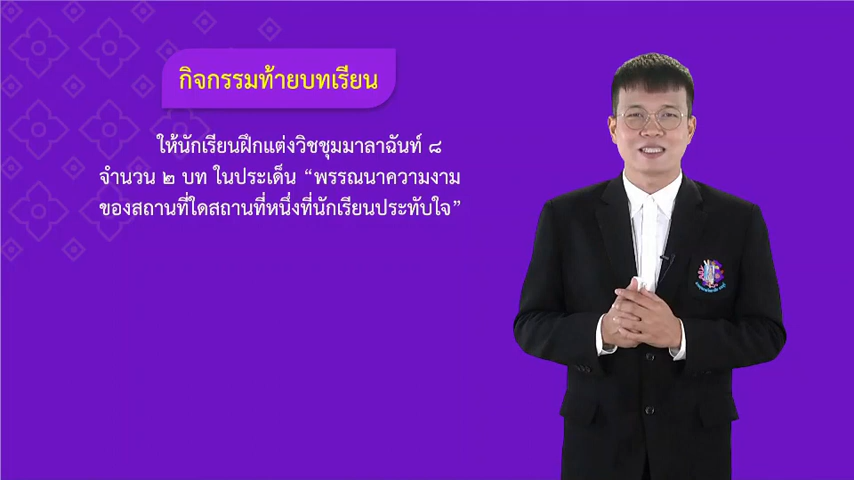 กิจกรรมท้ายบทเรียน
ให้นักเรียนฝึกแต่งวิชชุมมาลาฉันท์ ๘
จำนวน ๒ บท ในประเด็น “พรรณนาความงาม
ของสถานที่ใดสถานที่หนึ่งที่นักเรียนประทับใจ”